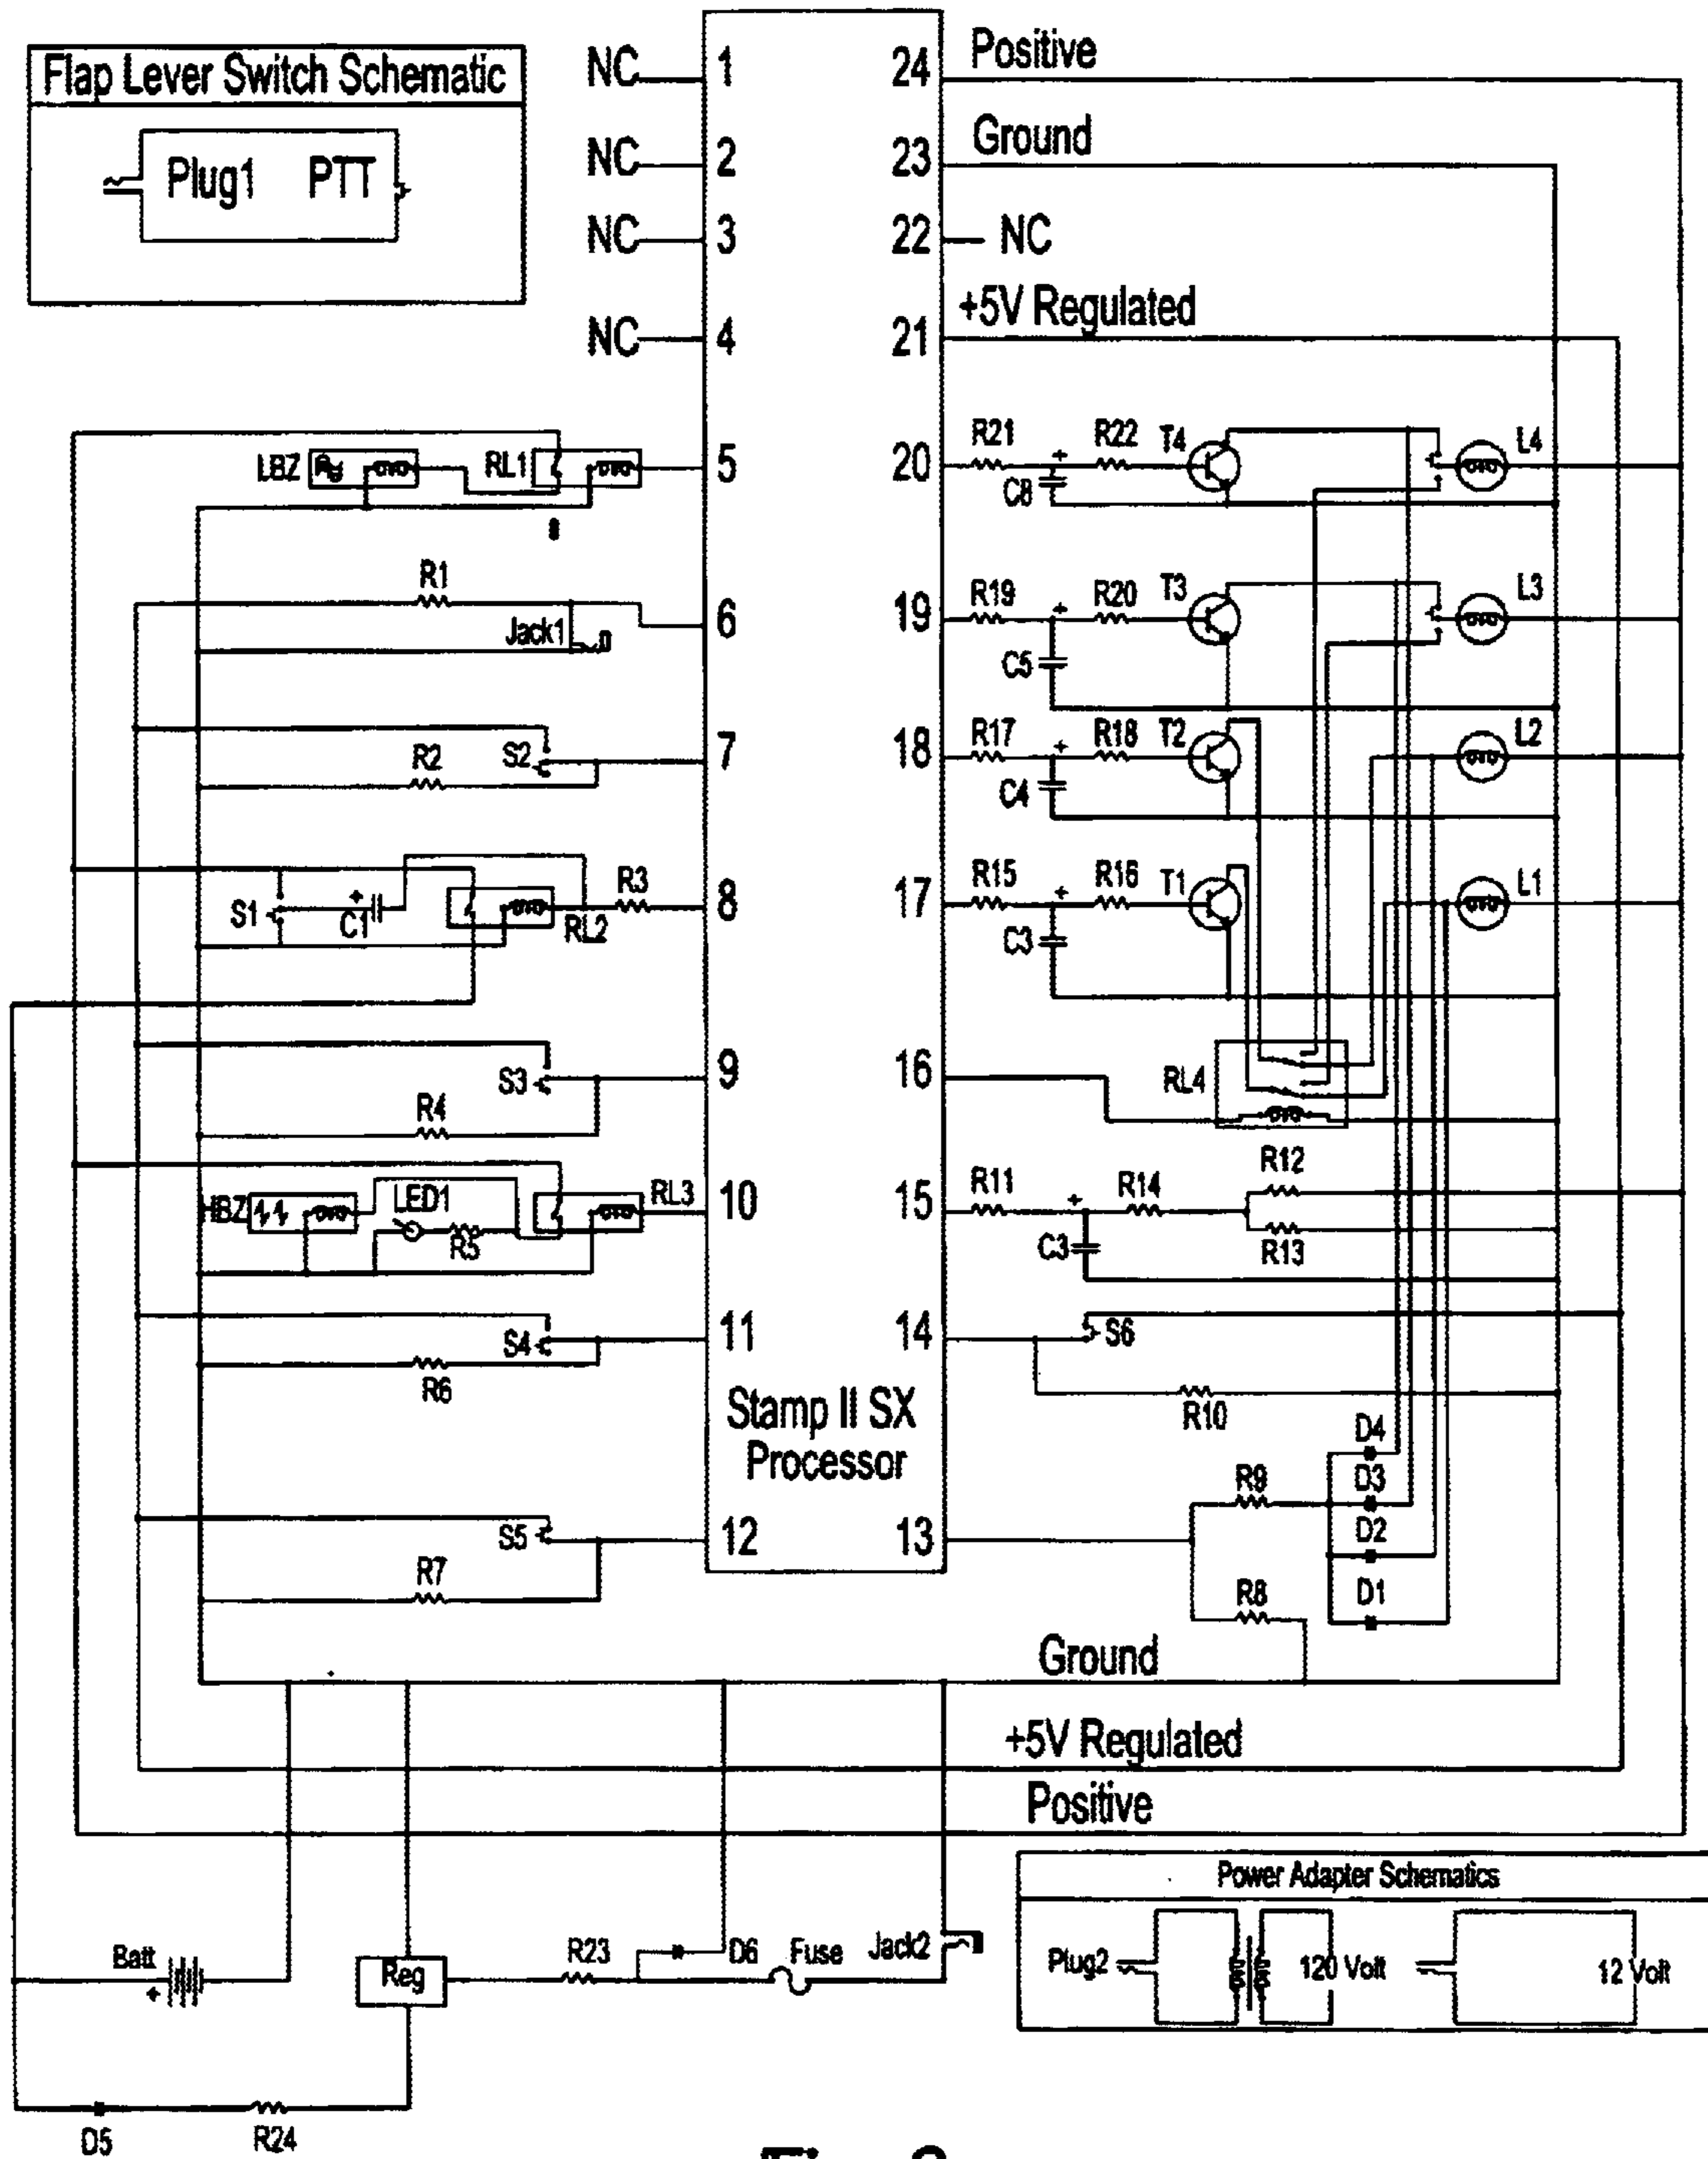 Flap Lever Switch Schematic
Plug1 PTT
NC 1 24 Positive
NC 2 23 Ground
NC 3 22 NC
NC 4 21 +5V Regulated
LBZ RL1 5 20 R21 C8 R22 T4 L4
R1 Jack1 6 19 R19 C5 R20 T3 L3
S2 R2 7 18 R17 C4 R18 T2 L2
S1 C1 RL2 R3 8 17 R15 C3 R16 T1 L1
S3 R4 9 16 RL4
HBZ LED1 R5 RL3 10 15 R11 C3 R14 R12 R13
S4 R6 11 14 S6 R10
Stamp II SX
Processor
S5 R7 12 13 R9 R8 D4 D3 D2 D1
Ground
+5V Regulated
Positive
Batt Reg R23 D6 Fuse Jack2
D5 R24
Power Adapter Schematics
Plug2 120 Volt 12 Volt